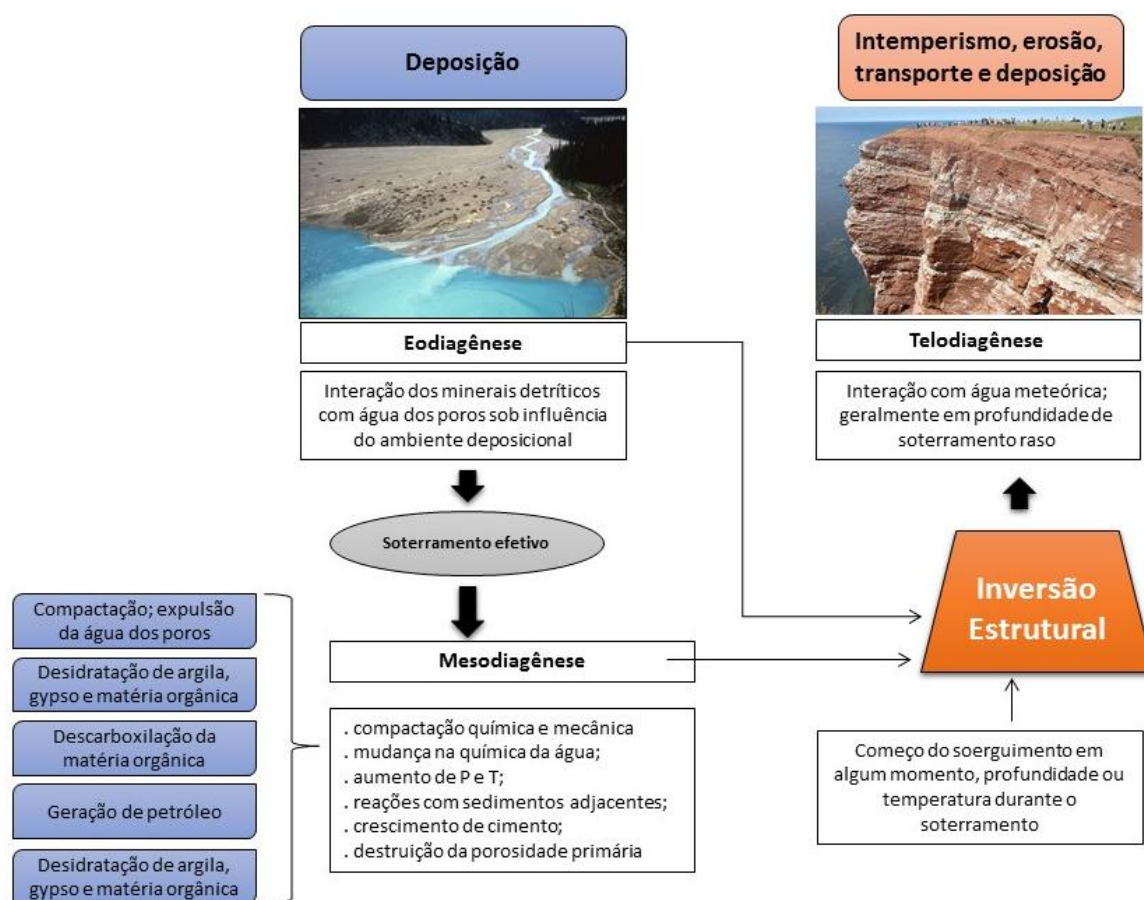 Deposição
Intemperismo, erosão,
transporte e deposição
Eodiagênese
Telodiagênese
Interação dos minerais detríticos
com água dos poros sob influência
do ambiente deposicional
Interação com água meteórica;
geralmente em profundidade de
soterramento raso
Soterramento efetivo
Inversão
Estrutural
Compactação; expulsão
da água dos poros
Desidratação de argila,
gypso e matéria orgânica
Descarboxilação da
matéria orgânica
Geração de petróleo
Desidratação de argila,
gypso e matéria orgânica
Mesodiagênese
. compactação química e mecânica
. mudança na química da água;
. aumento de P e T;
. reações com sedimentos adjacentes;
. crescimento de cimento;
. destruição da porosidade primária
Começo do soerguimento em
algum momento, profundidade ou
temperatura durante o
soterramento